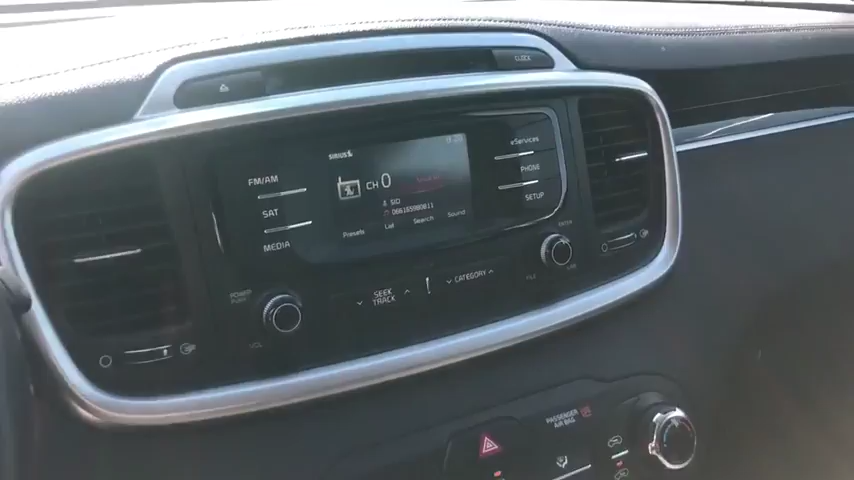 CLOCK
SIRIUS
FM/AM
SAT
MEDIA
CH 0
SID
Presets List Search Sound
eServices
PHONE
SETUP
POWER
PUSH
VOL
SEEK
TRACK
CATEGORY
ENTER
FILE
PASSENGER
AIR BAG